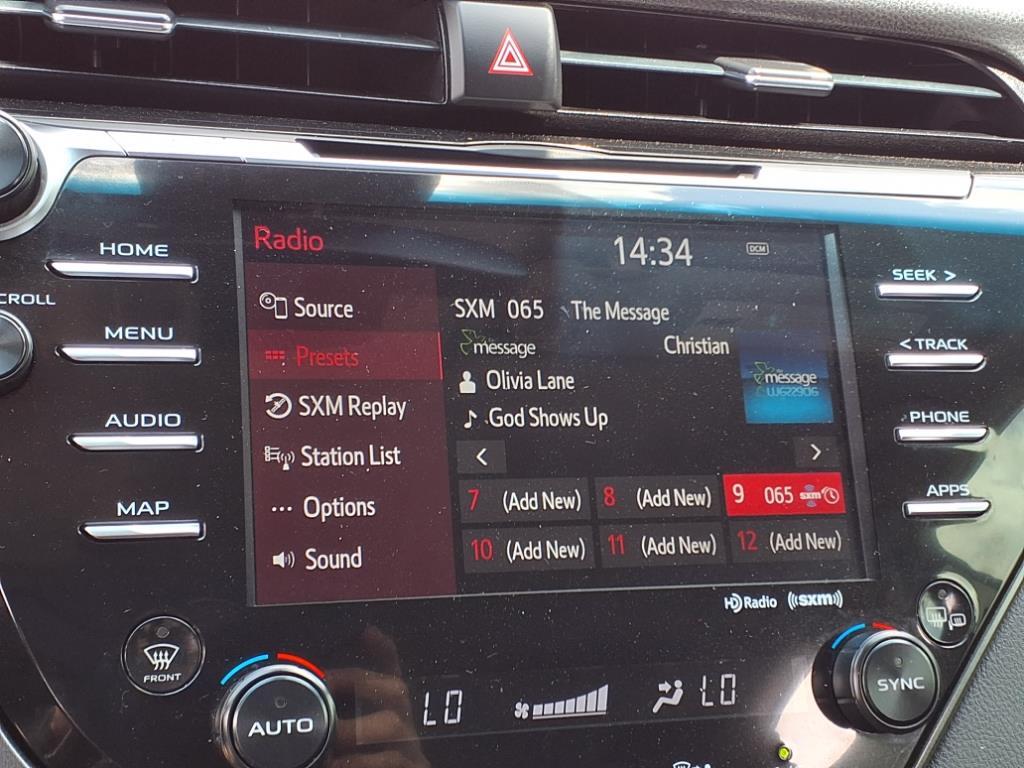 Radio
14:34
DCM
HOME
SCROLL
MENU
AUDIO
MAP
Source
Presets
SXM Replay
Station List
Options
Sound
SXM 065 The Message
message
Christian
Olivia Lane
God Shows Up
the message
< >
7 (Add New) 8 (Add New) 9 065 sxm
10 (Add New) 11 (Add New) 12 (Add New)
SEEK >
< TRACK
PHONE
APPS
HD Radio ((sxm))
FRONT
AUTO
LO
LO
SYNC